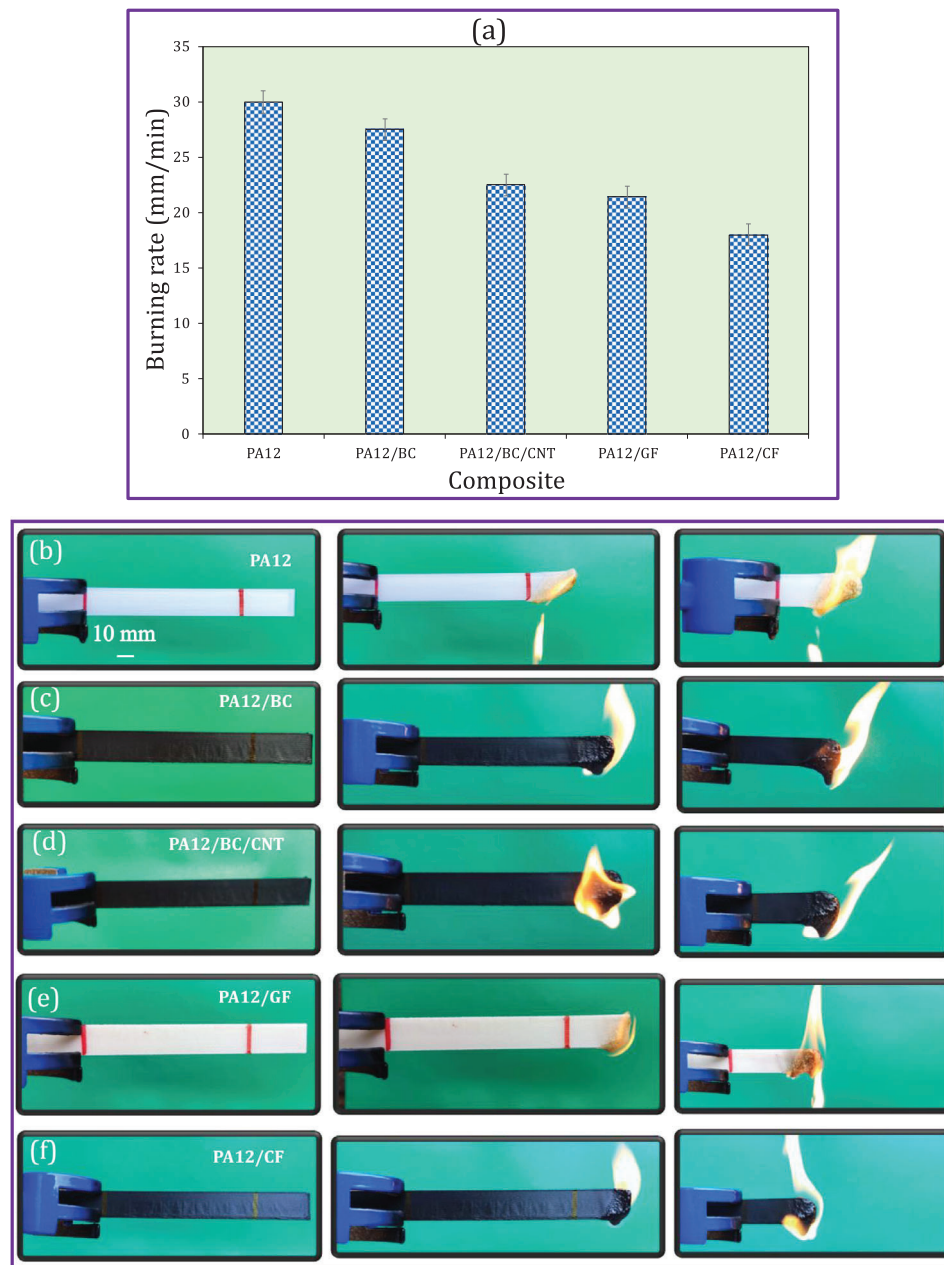 (a)
35
30
25
20
15
10
5
0
Burning rate (mm/min)
PA12 PA12/BC PA12/BC/CNT PA12/GF PA12/CF
Composite
(b)
PA12
10 mm
(c)
PA12/BC
(d)
PA12/BC/CNT
(e)
PA12/GF
(f)
PA12/CF